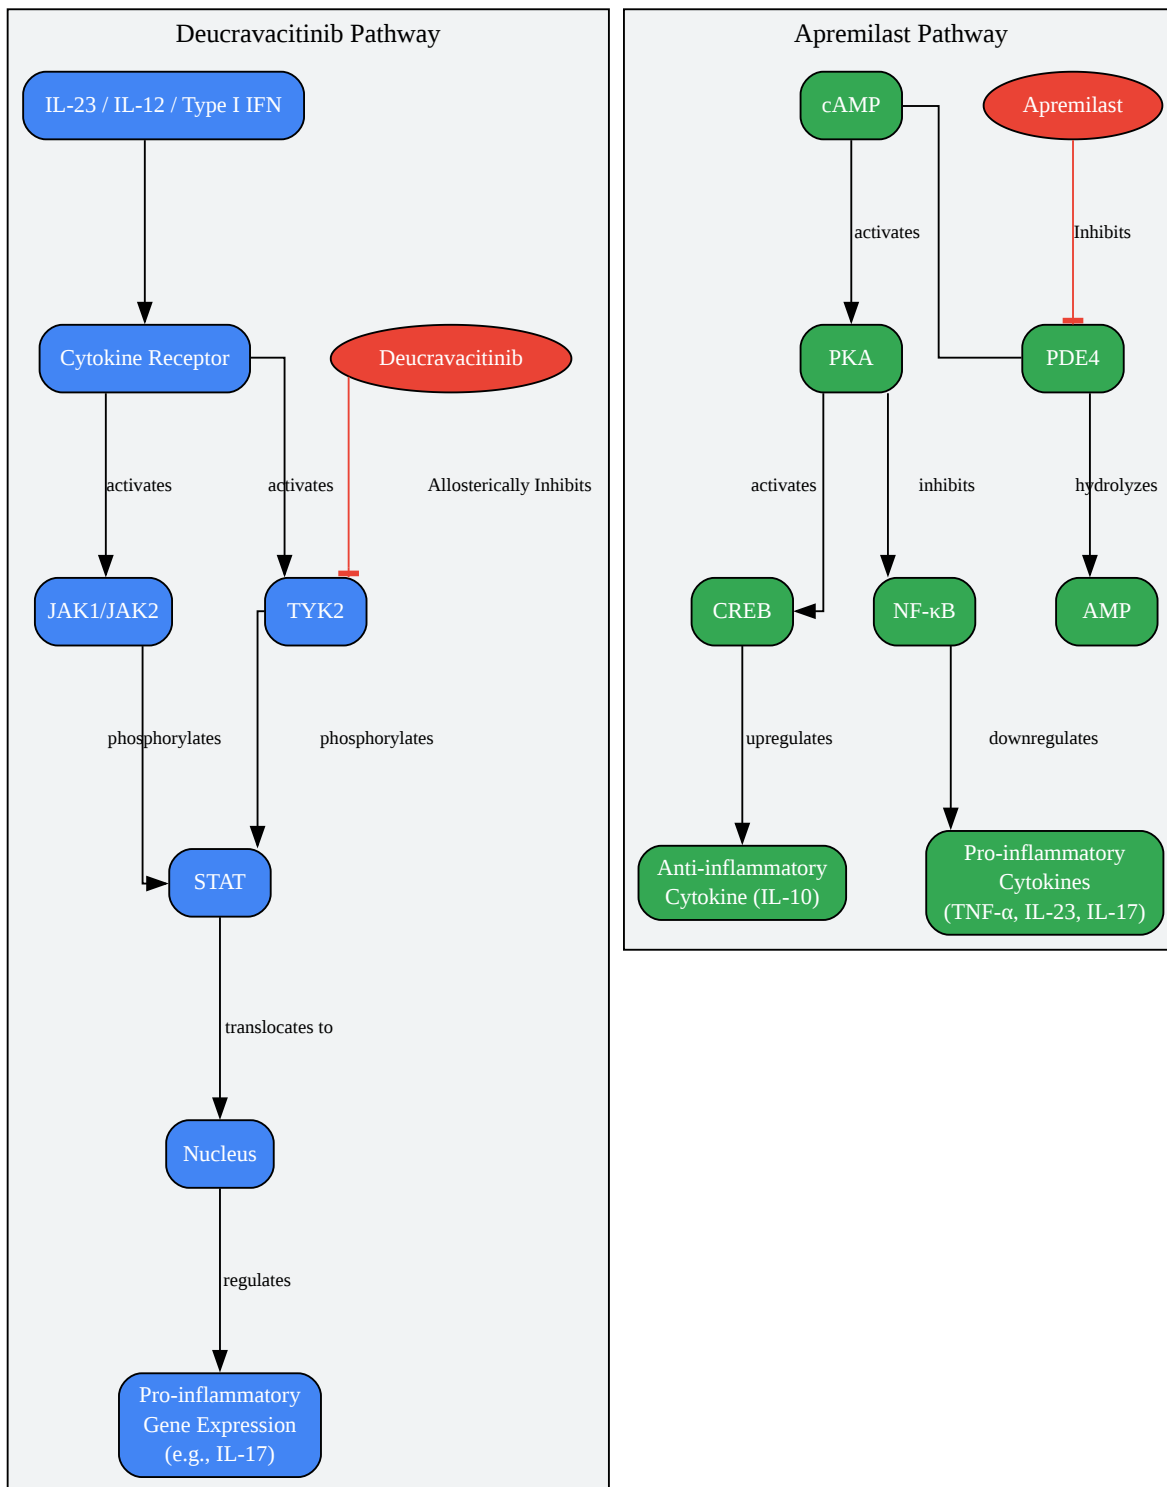 Deucravacitinib Pathway
IL-23 / IL-12 / Type I IFN
Cytokine Receptor
Deucravacitinib
activates
activates
Allosterically Inhibits
JAK1/JAK2
TYK2
phosphorylates
phosphorylates
STAT
translocates to
Nucleus
regulates
Pro-inflammatory
Gene Expression
(e.g., IL-17)
Apremilast Pathway
cAMP
Apremilast
activates
Inhibits
PKA
PDE4
activates
inhibits
hydrolyzes
CREB
NF-κB
AMP
upregulates
downregulates
Anti-inflammatory
Cytokine (IL-10)
Pro-inflammatory
Cytokines
(TNF-α, IL-23, IL-17)